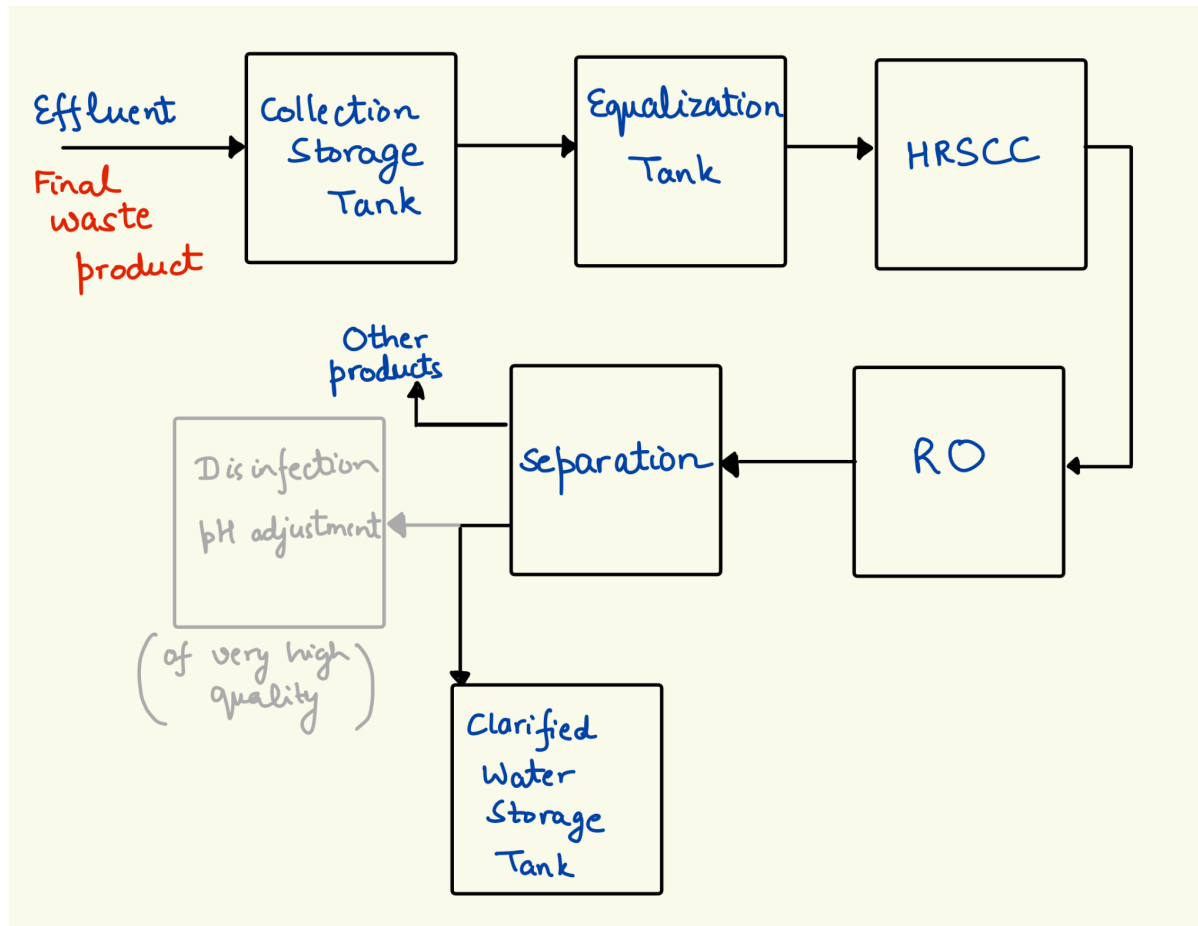 Effluent
Final
waste
product
Collection
Storage
Tank
Equalization
Tank
HRSCC
RO
Separation
Other
products
Disinfection
pH adjustment
(of very high
quality)
Clarified
Water
Storage
Tank